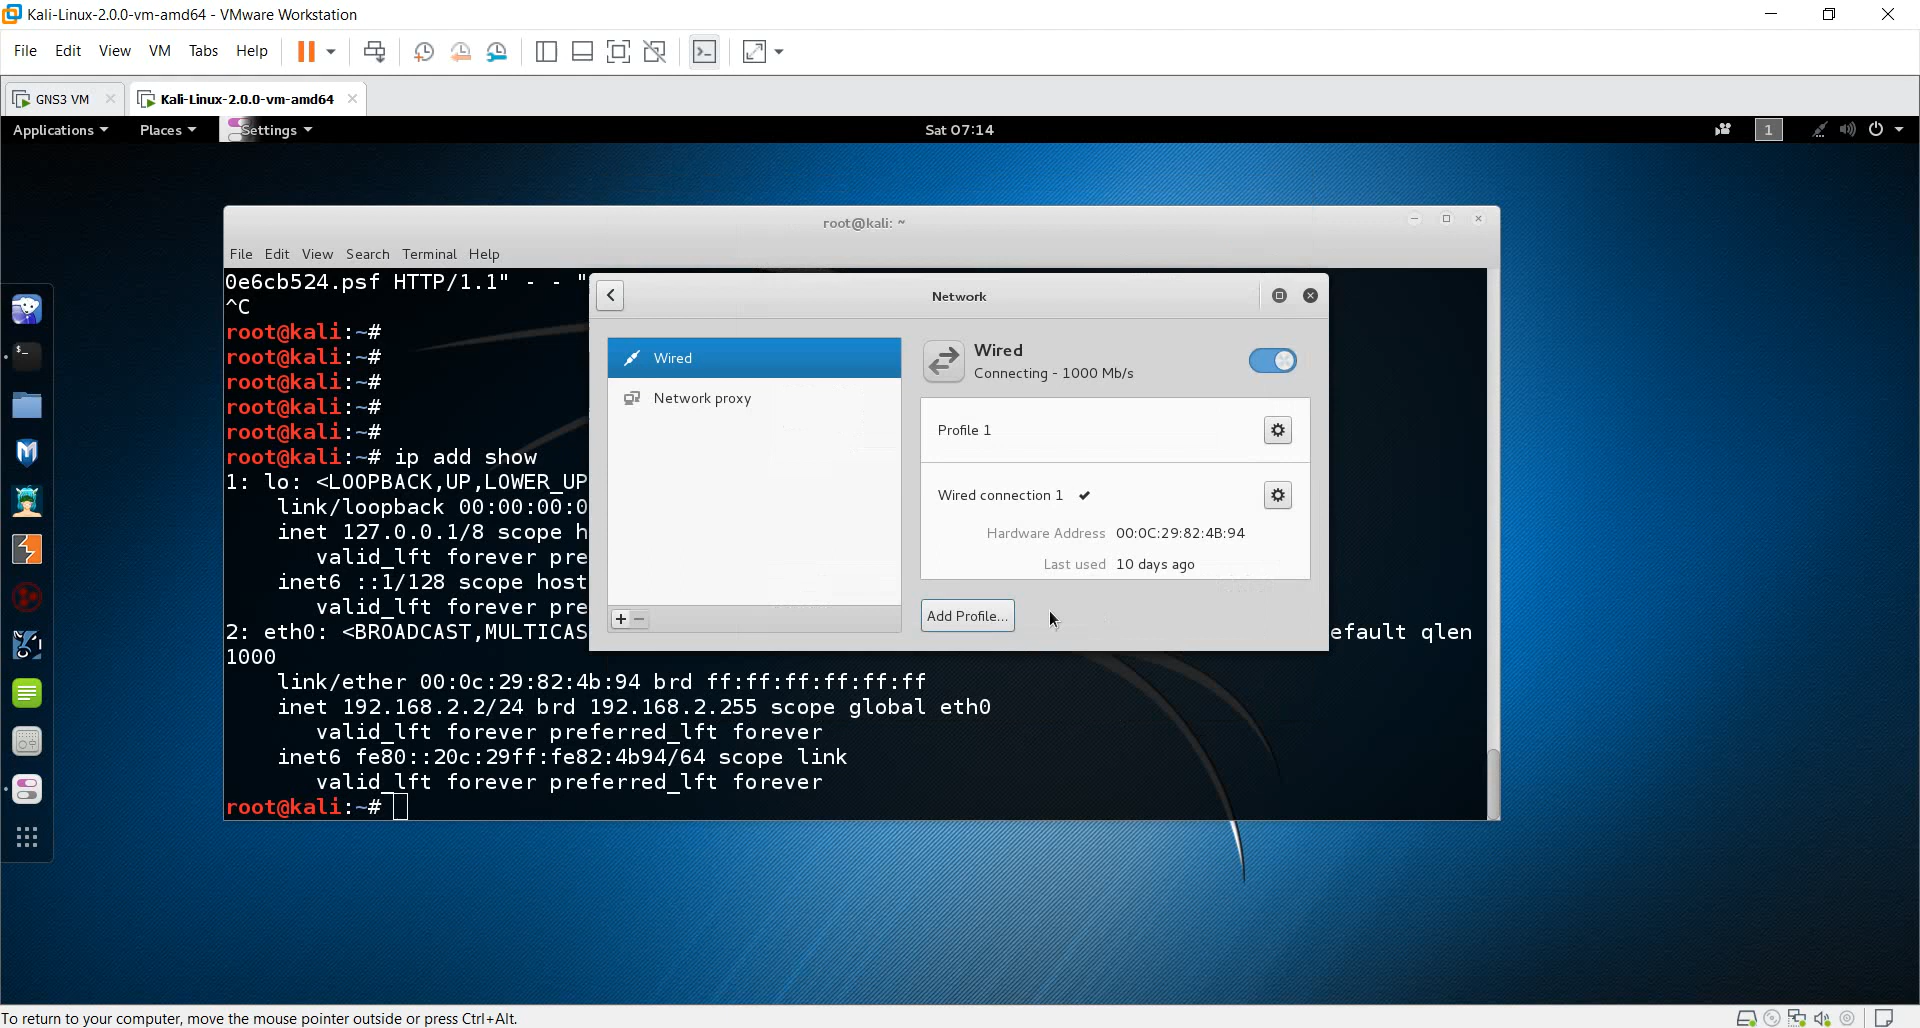 Kali-Linux-2.0.0-vm-amd64 - VMware Workstation
File Edit View VM Tabs Help
GNS3 VM Kali-Linux-2.0.0-vm-amd64
Applications Places Settings Sat 07:14 1
root@kali: ~
File Edit View Search Terminal Help
0e6cb524.psf HTTP/1.1" - - "
^C
root@kali:~#
root@kali:~#
root@kali:~#
root@kali:~#
root@kali:~#
root@kali:~# ip add show
1: lo: <LOOPBACK,UP,LOWER_UP
link/loopback 00:00:00:0
inet 127.0.0.1/8 scope h
valid_lft forever pre
inet6 ::1/128 scope host
valid_lft forever pre
2: eth0: <BROADCAST,MULTICAS efault qlen
1000
link/ether 00:0c:29:82:4b:94 brd ff:ff:ff:ff:ff:ff
inet 192.168.2.2/24 brd 192.168.2.255 scope global eth0
valid_lft forever preferred_lft forever
inet6 fe80::20c:29ff:fe82:4b94/64 scope link
valid_lft forever preferred_lft forever
root@kali:~#
Network
Wired
Network proxy
Wired
Connecting - 1000 Mb/s
Profile 1
Wired connection 1
Hardware Address 00:0C:29:82:4B:94
Last used 10 days ago
Add Profile...
To return to your computer, move the mouse pointer outside or press Ctrl+Alt.